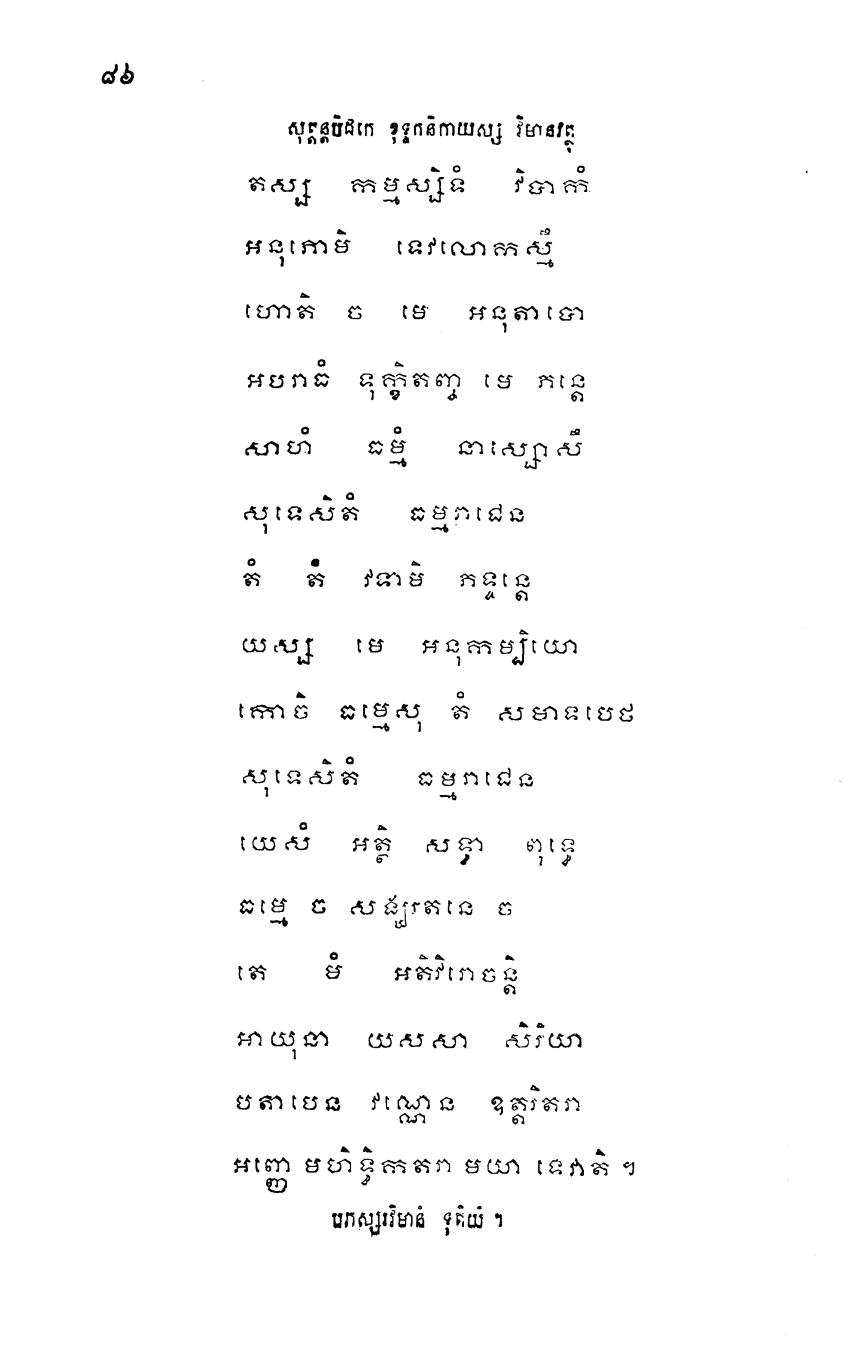 ៨៦
សុត្តន្តបិដកេ ខុទ្ទកនិកាយស្ស វិមានវត្ថុ
តស្ស កម្មស្សិទំ វិបាកំ
អនុភោមិ ទេវលោកស្មឹ
ហោតិ ច មេ អនុតាបោ
អបរាធំ ទុក្ខិតញ្ច មេ ភន្តេ
សាហំ ធម្មំ នាស្សោសឹ
សុទេសិតំ ធម្មរាជេន
តំ តំ វទាមិ ភទ្ទន្តេ
យស្ស មេ អនុកម្បិយោ
កោចិ ធម្មេសុ តំ សមាទបេថ
សុទេសិតំ ធម្មរាជេន
យេសំ អត្ថិ សទ្ធា ពុទ្ធេ
ធម្មេ ច សង្ឃរតនេ ច
តេ មំ អតិវិរោចន្តិ
អាយុនា យសសា សិរិយា
បតាបេន វណ្ណេន ឧត្តរិតរា
អញ្ញេ មហិទ្ធិកតរា មយា ទេវាតិ ។
បភស្សរវិមានំ ទុតិយំ ។